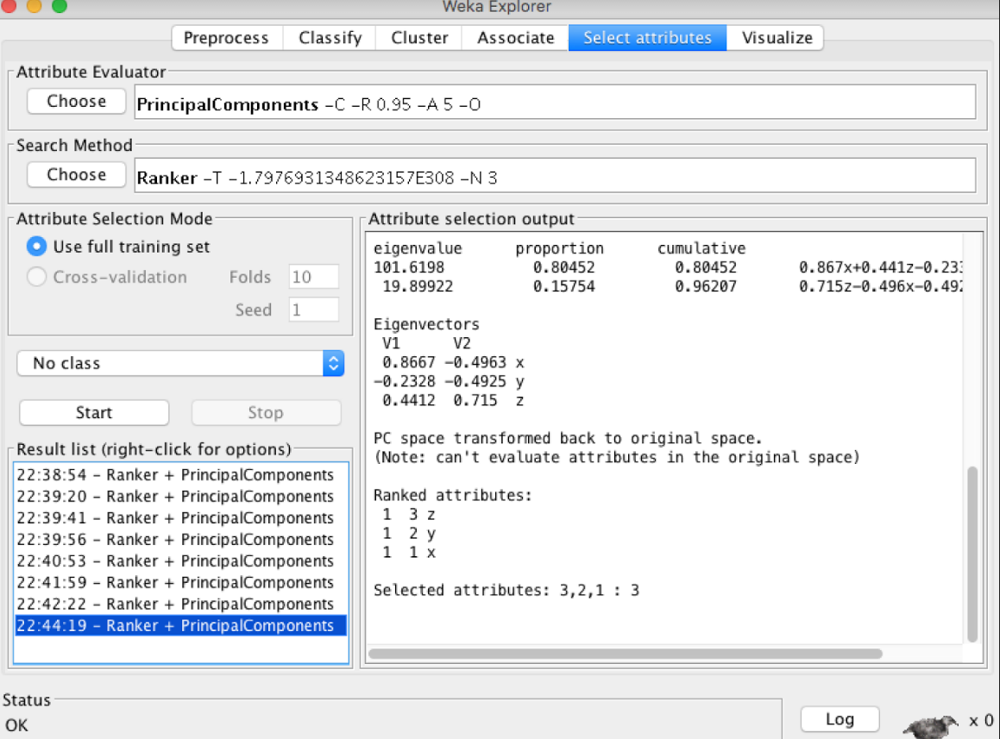 Weka Explorer
Preprocess Classify Cluster Associate Select attributes Visualize
Attribute Evaluator
Choose PrincipalComponents -C -R 0.95 -A 5 -O
Search Method
Choose Ranker -T -1.7976931348623157E308 -N 3
Attribute Selection Mode
Use full training set
Cross-validation Folds 10
Seed 1
No class
Start Stop
Result list (right-click for options)
22:38:54 - Ranker + PrincipalComponents
22:39:20 - Ranker + PrincipalComponents
22:39:41 - Ranker + PrincipalComponents
22:39:56 - Ranker + PrincipalComponents
22:40:53 - Ranker + PrincipalComponents
22:41:59 - Ranker + PrincipalComponents
22:42:22 - Ranker + PrincipalComponents
22:44:19 - Ranker + PrincipalComponents
Attribute selection output
eigenvalue proportion cumulative
101.6198 0.80452 0.80452 0.867x+0.441z-0.233
19.89922 0.15754 0.96207 0.715z-0.496x-0.492
Eigenvectors
V1 V2
0.8667 -0.4963 x
-0.2328 -0.4925 y
0.4412 0.715 z
PC space transformed back to original space.
(Note: can't evaluate attributes in the original space)
Ranked attributes:
1 3 z
1 2 y
1 1 x
Selected attributes: 3,2,1 : 3
Status
OK
Log x 0